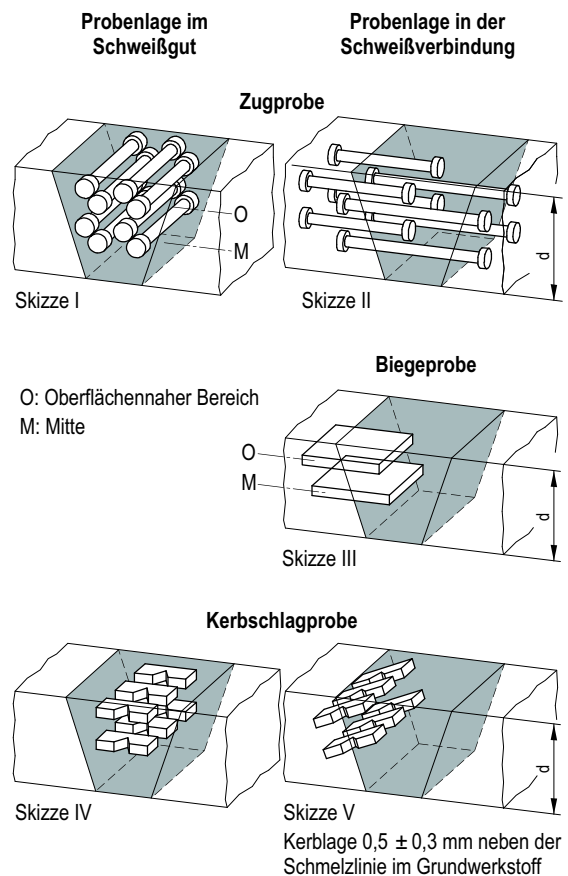 Probenlage im
Schweißgut
Probenlage in der
Schweißverbindung
Zugprobe
O
M
d
Skizze I
Skizze II
Biegeprobe
O: Oberflächennaher Bereich
M: Mitte
O
M
d
Skizze III
Kerbschlagprobe
d
Skizze IV
Skizze V
Kerblage 0,5 ± 0,3 mm neben der
Schmelzlinie im Grundwerkstoff